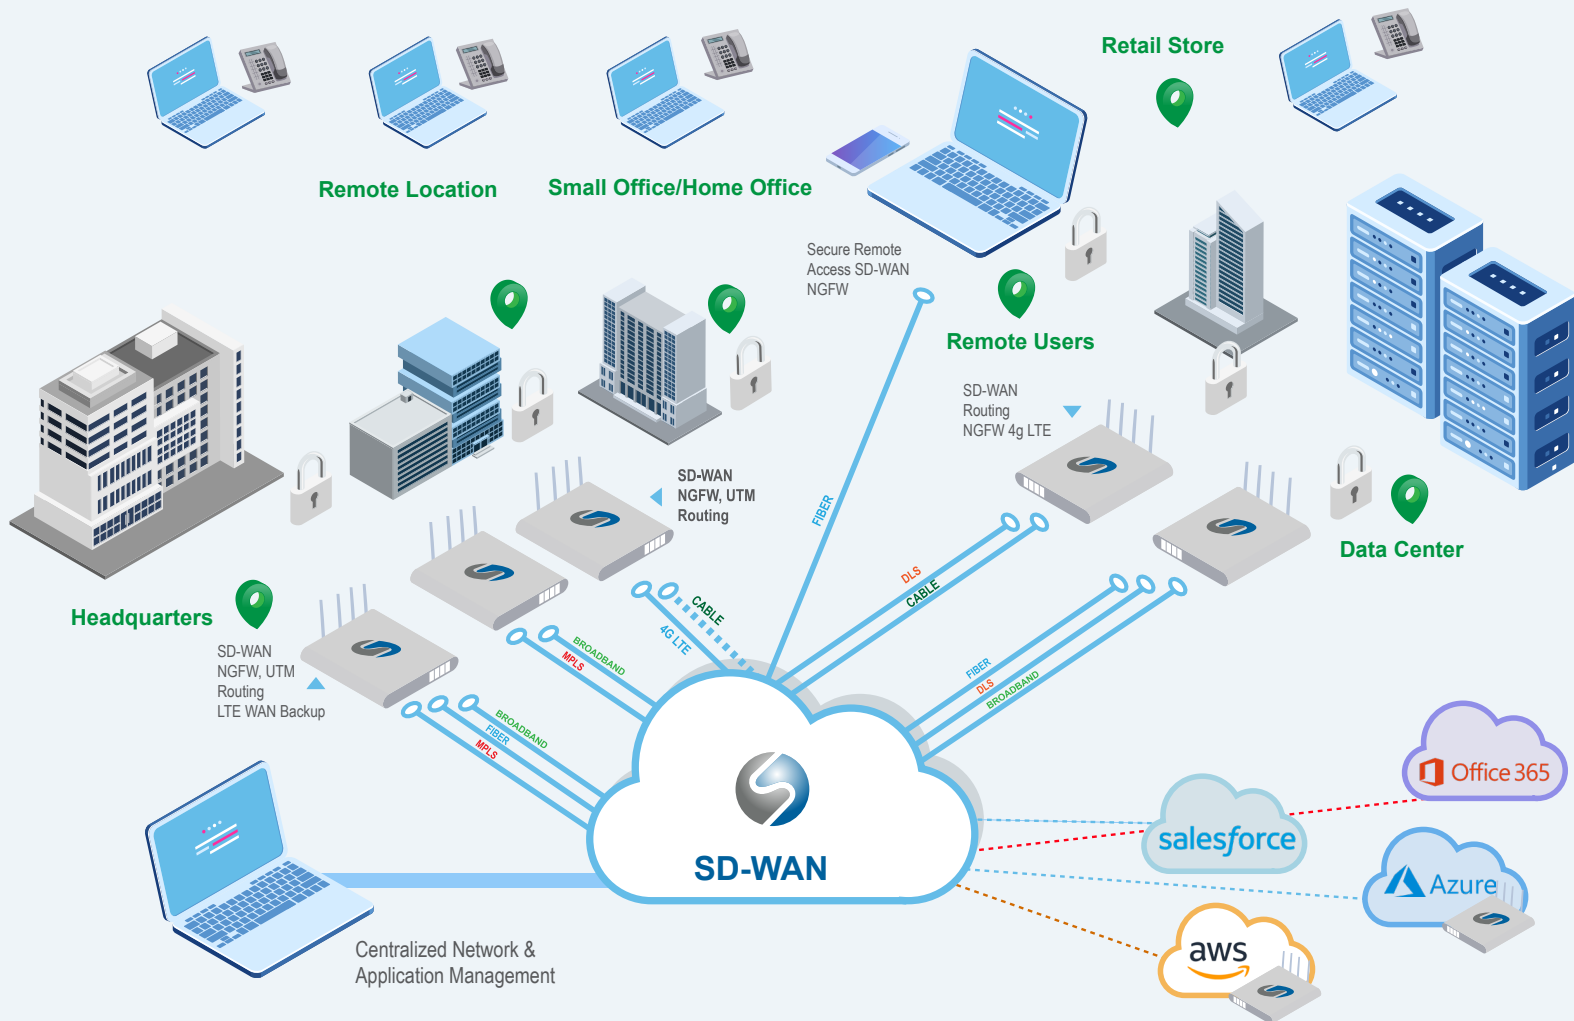 Retail Store
Remote Location
Small Office/Home Office
Secure Remote
Access SD-WAN
NGFW
Remote Users
SD-WAN
Routing
NGFW 4g LTE
SD-WAN
NGFW, UTM
Routing
Data Center
Headquarters
SD-WAN
NGFW, UTM
Routing
LTE WAN Backup
FIBER
DLS
CABLE
CABLE
4G LTE
BROADBAND
MPLS
FIBER
DLS
BROADBAND
BROADBAND
FIBER
MPLS
SD-WAN
Office 365
salesforce
Azure
aws
Centralized Network &
Application Management